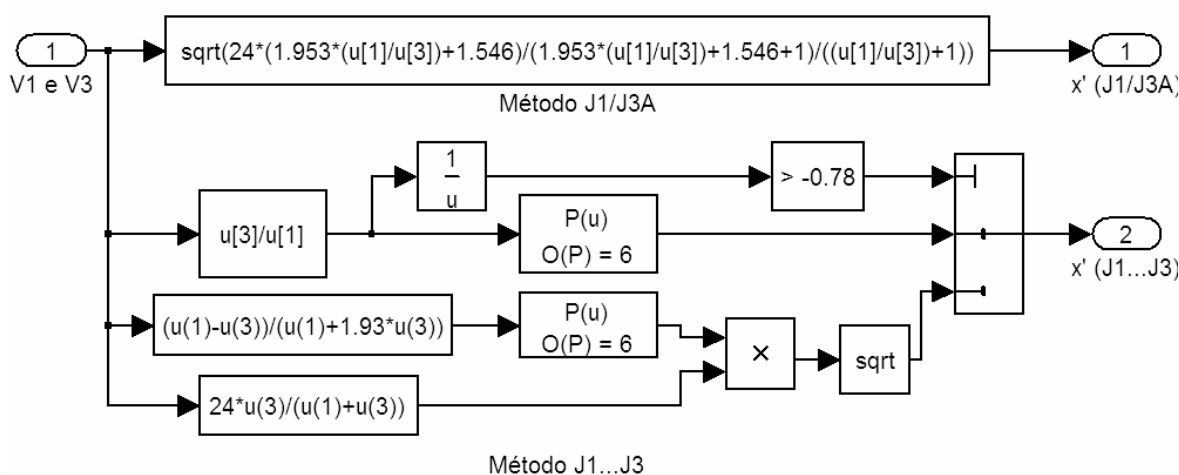 1
V1 e V3
sqrt(24*(1.953*(u[1]/u[3])+1.546)/(1.953*(u[1]/u[3])+1.546+1)/((u[1]/u[3])+1))
Método J1/J3A
1
x' (J1/J3A)
1
u
> -0.78
u[3]/u[1]
P(u)
O(P) = 6
2
x' (J1...J3)
(u(1)-u(3))/(u(1)+1.93*u(3))
P(u)
O(P) = 6
×
sqrt
24*u(3)/(u(1)+u(3))
Método J1...J3